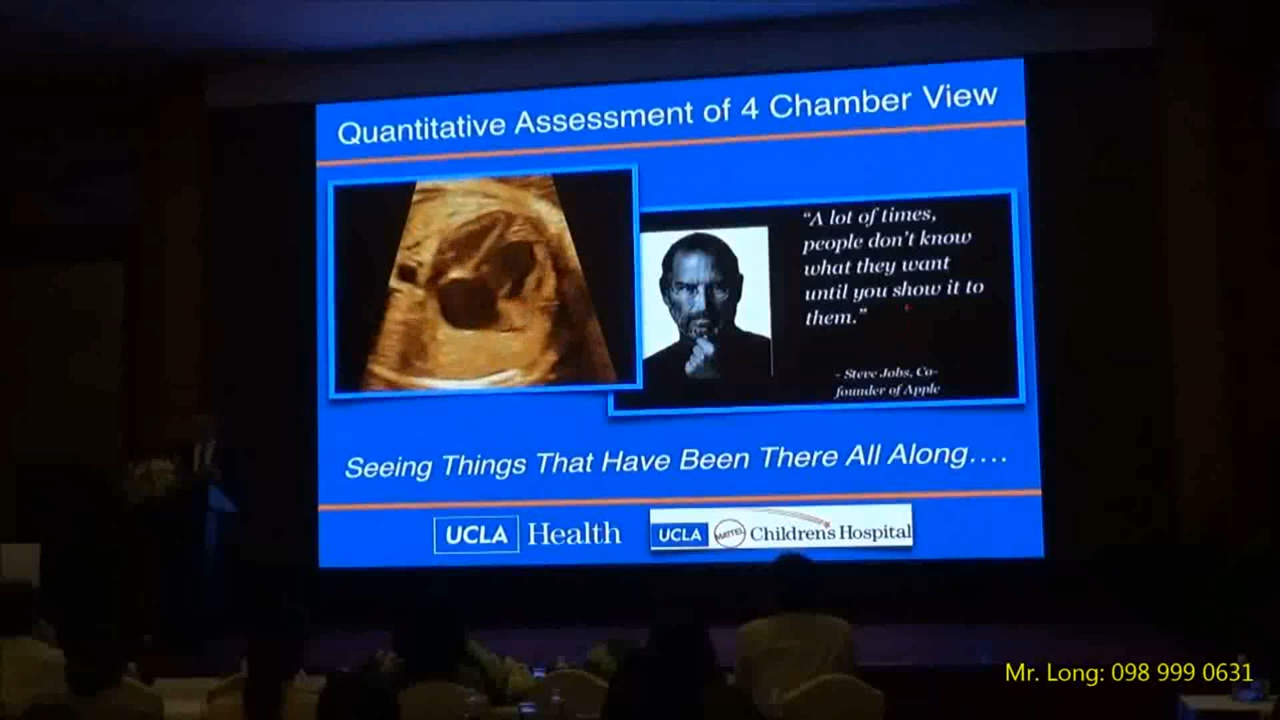 Quantitative Assessment of 4 Chamber View
“A lot of times,
people don’t know
what they want
until you show it to
them.”
- Steve Jobs, Co-
founder of Apple
Seeing Things That Have Been There All Along....
UCLA Health
UCLA MATTEL Children's Hospital
Mr. Long: 098 999 0631